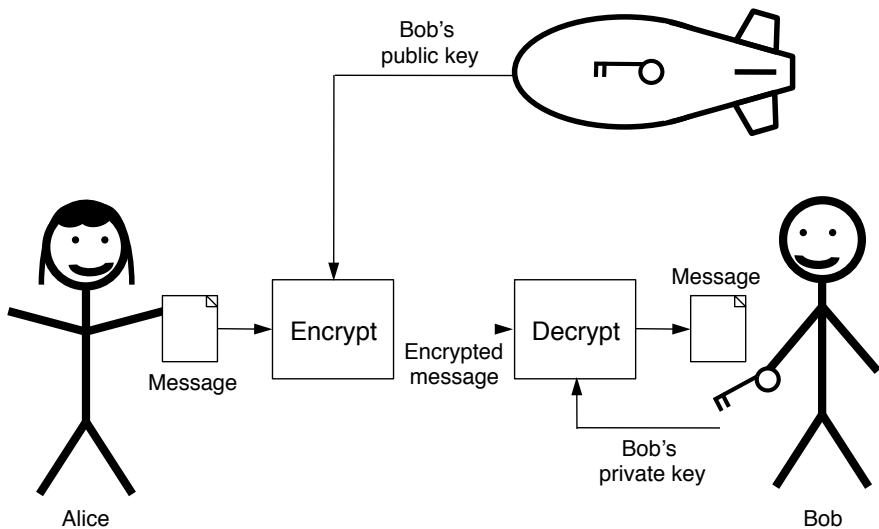 Bob's
public key
Message
Encrypt
Decrypt
Encrypted
message
Message
Bob's
private key
Alice
Bob